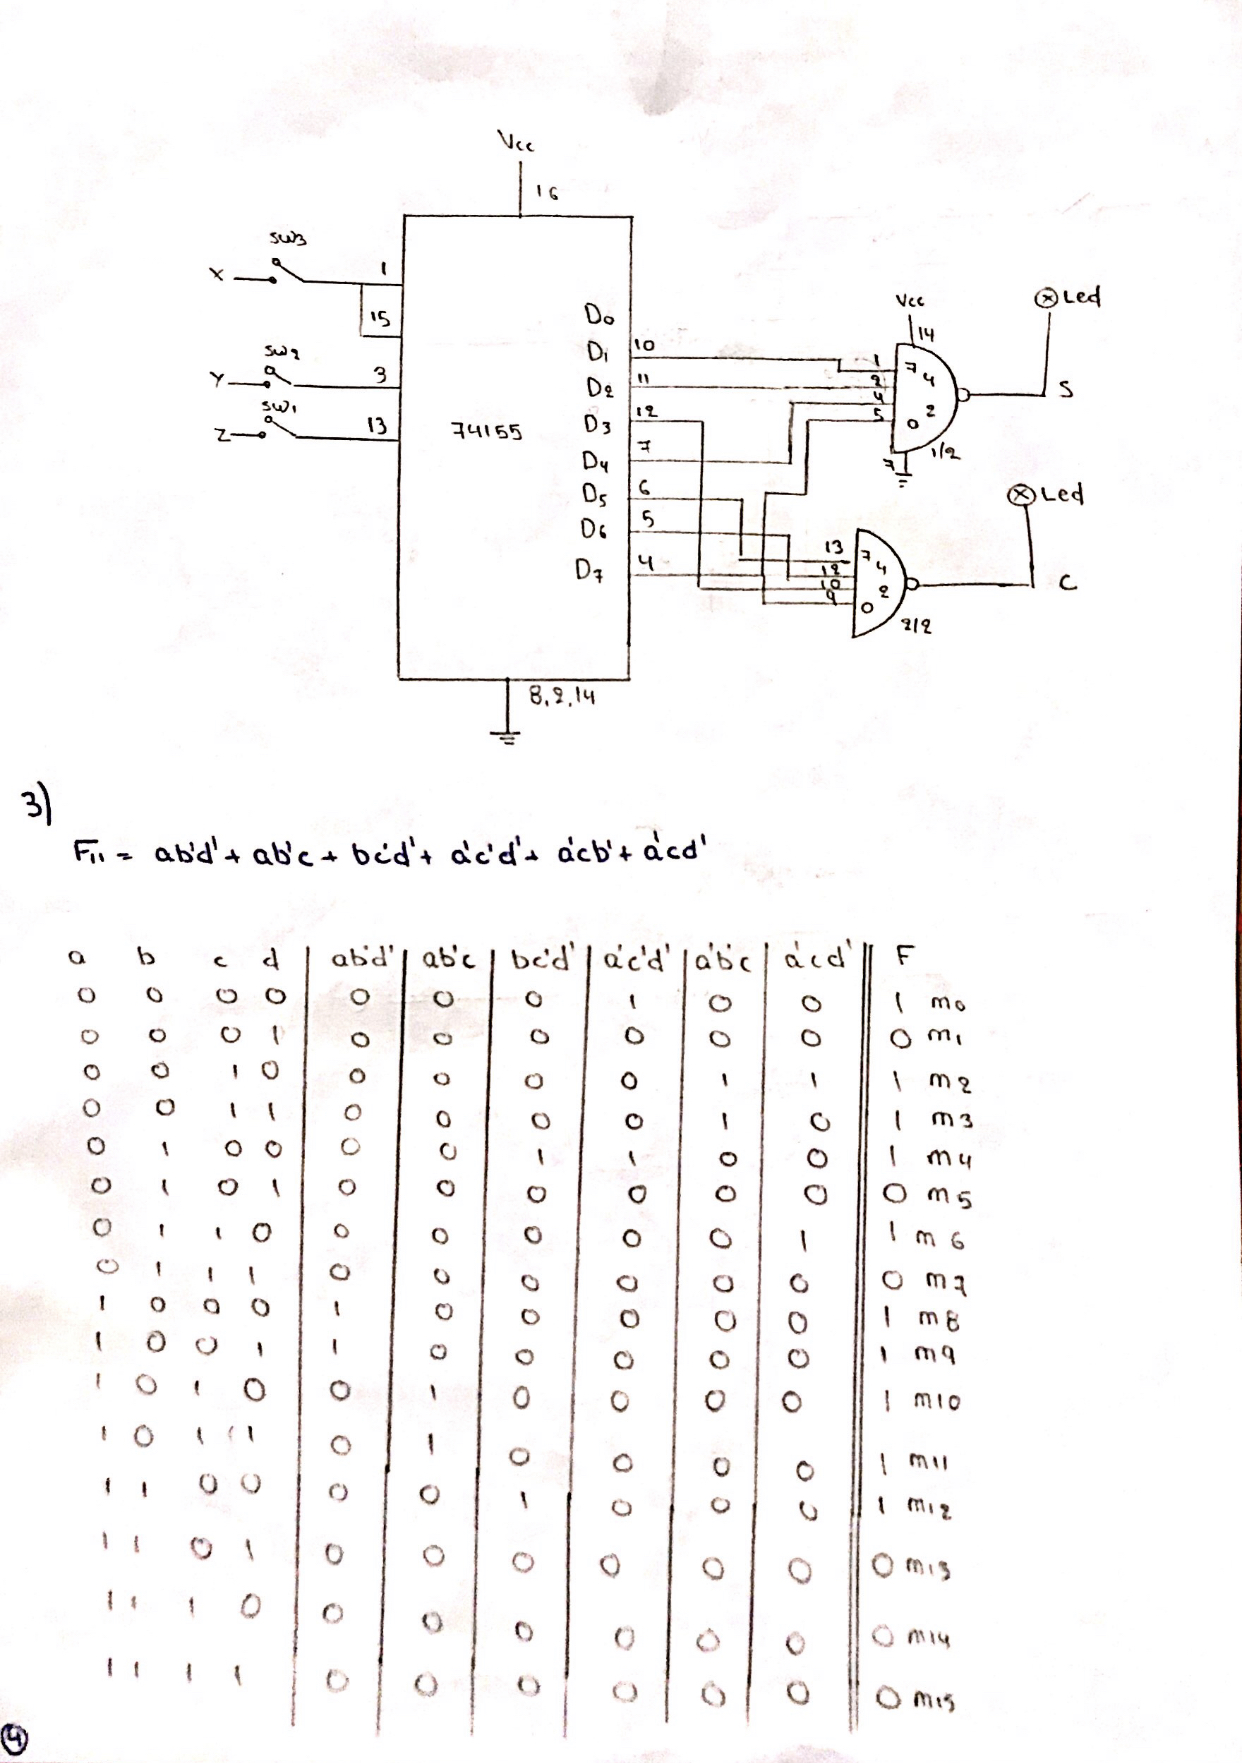 Vcc
16
SW3
X
1
15
SW2
Y
3
SW1
Z
13
74155
D0
D1 10
D2 11
D3 12
D4 7
D5 6
D6 5
D7 4
8,2,14
Vcc
14
1
2
4
5
7 4 2 0
1/2
7
Led
S
13
12
10
9
7 4 2 0
2/2
Led
C
3)
F11 = ab'd' + ab'c + bc'd' + a'c'd' + a'cb' + a'cd'
a b c d ab'd' ab'c bc'd' a'c'd' a'b'c a'cd' F
0 0 0 0 0 0 0 1 0 0 1 m0
0 0 0 1 0 0 0 0 0 0 0 m1
0 0 1 0 0 0 0 0 1 1 1 m2
0 0 1 1 0 0 0 0 1 0 1 m3
0 1 0 0 0 0 1 1 0 0 1 m4
0 1 0 1 0 0 0 0 0 0 0 m5
0 1 1 0 0 0 0 0 0 1 1 m6
0 1 1 1 0 0 0 0 0 0 0 m7
1 0 0 0 1 0 0 0 0 0 1 m8
1 0 0 1 1 0 0 0 0 0 1 m9
1 0 1 0 0 1 0 0 0 0 1 m10
1 0 1 1 0 1 0 0 0 0 1 m11
1 1 0 0 0 0 1 0 0 0 1 m12
1 1 0 1 0 0 0 0 0 0 0 m13
1 1 1 0 0 0 0 0 0 0 0 m14
1 1 1 1 0 0 0 0 0 0 0 m15
4